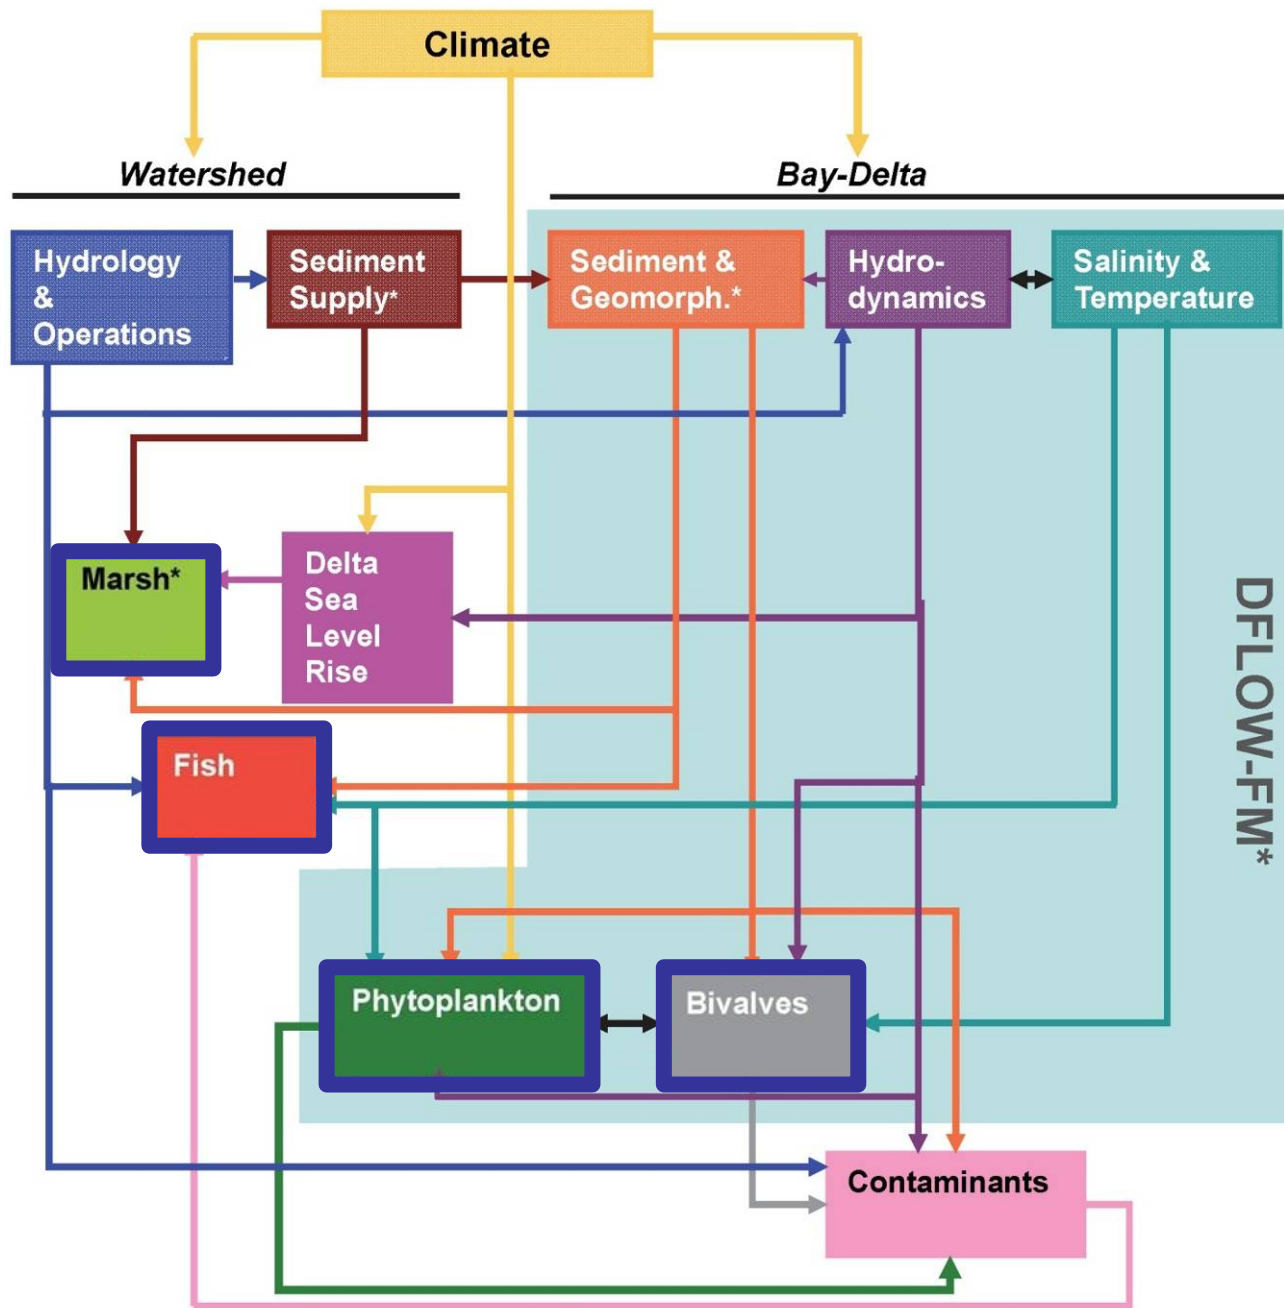 Climate
Watershed
Bay-Delta
Hydrology
&
Operations
Sediment
Supply*
Sediment &
Geomorph.*
Hydro-
dynamics
Salinity &
Temperature
Marsh*
Delta
Sea
Level
Rise
DFLOW-FM*
Fish
Phytoplankton
Bivalves
Contaminants